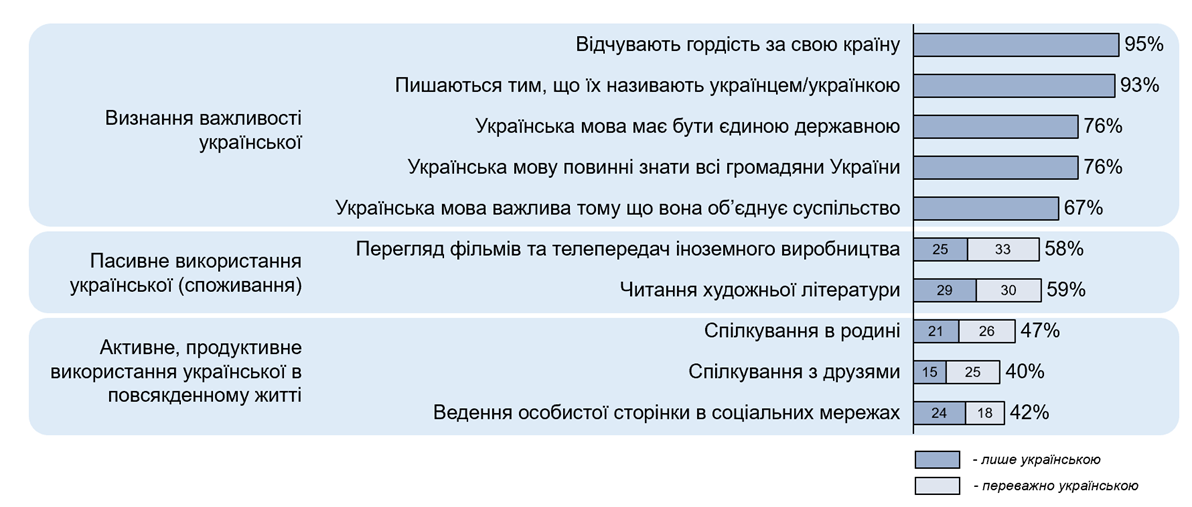 Визнання важливості
української
Відчувають гордість за свою країну 95%
Пишаються тим, що їх називають українцем/українкою 93%
Українська мова має бути єдиною державною 76%
Українська мову повинні знати всі громадяни України 76%
Українська мова важлива тому що вона об’єднує суспільство 67%
Пасивне використання
української (споживання)
Перегляд фільмів та телепередач іноземного виробництва 25 33 58%
Читання художньої літератури 29 30 59%
Активне, продуктивне
використання української в
повсякденному житті
Спілкування в родині 21 26 47%
Спілкування з друзями 15 25 40%
Ведення особистої сторінки в соціальних мережах 24 18 42%
- лише українською
- переважно українською